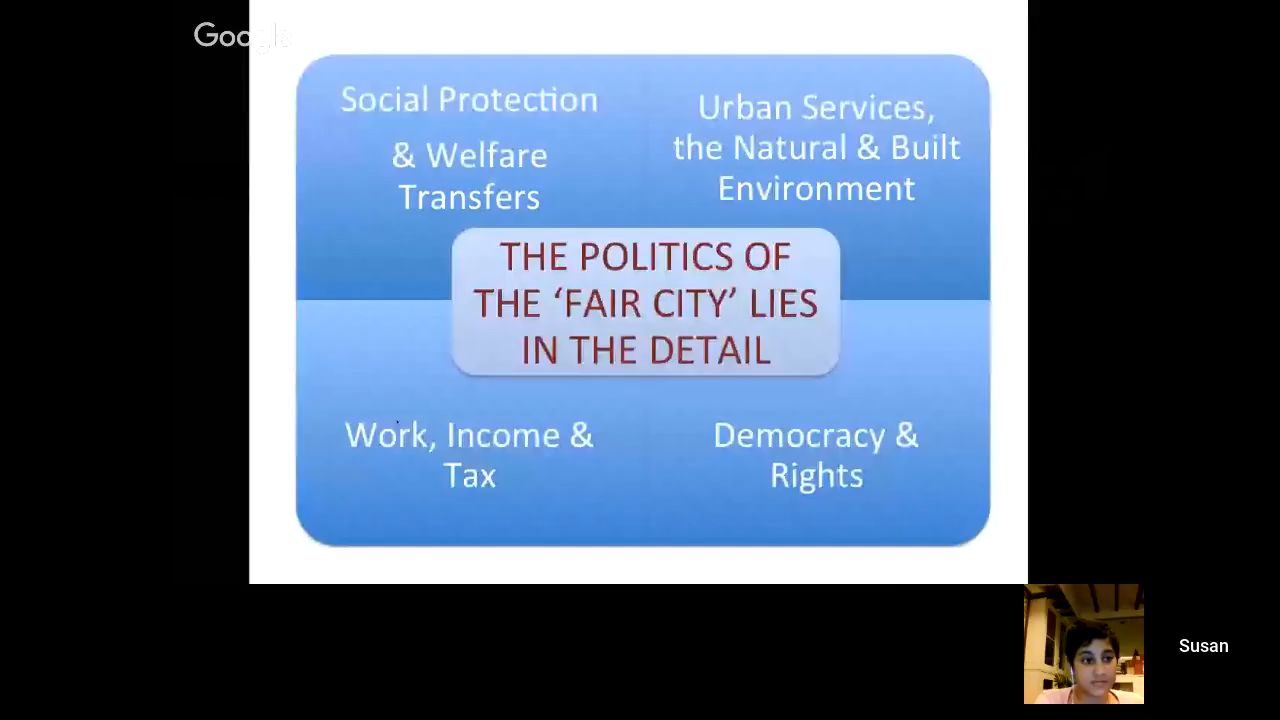 Google
Social Protection
& Welfare
Transfers
Urban Services,
the Natural & Built
Environment
THE POLITICS OF
THE ‘FAIR CITY’ LIES
IN THE DETAIL
Work, Income &
Tax
Democracy &
Rights
Susan